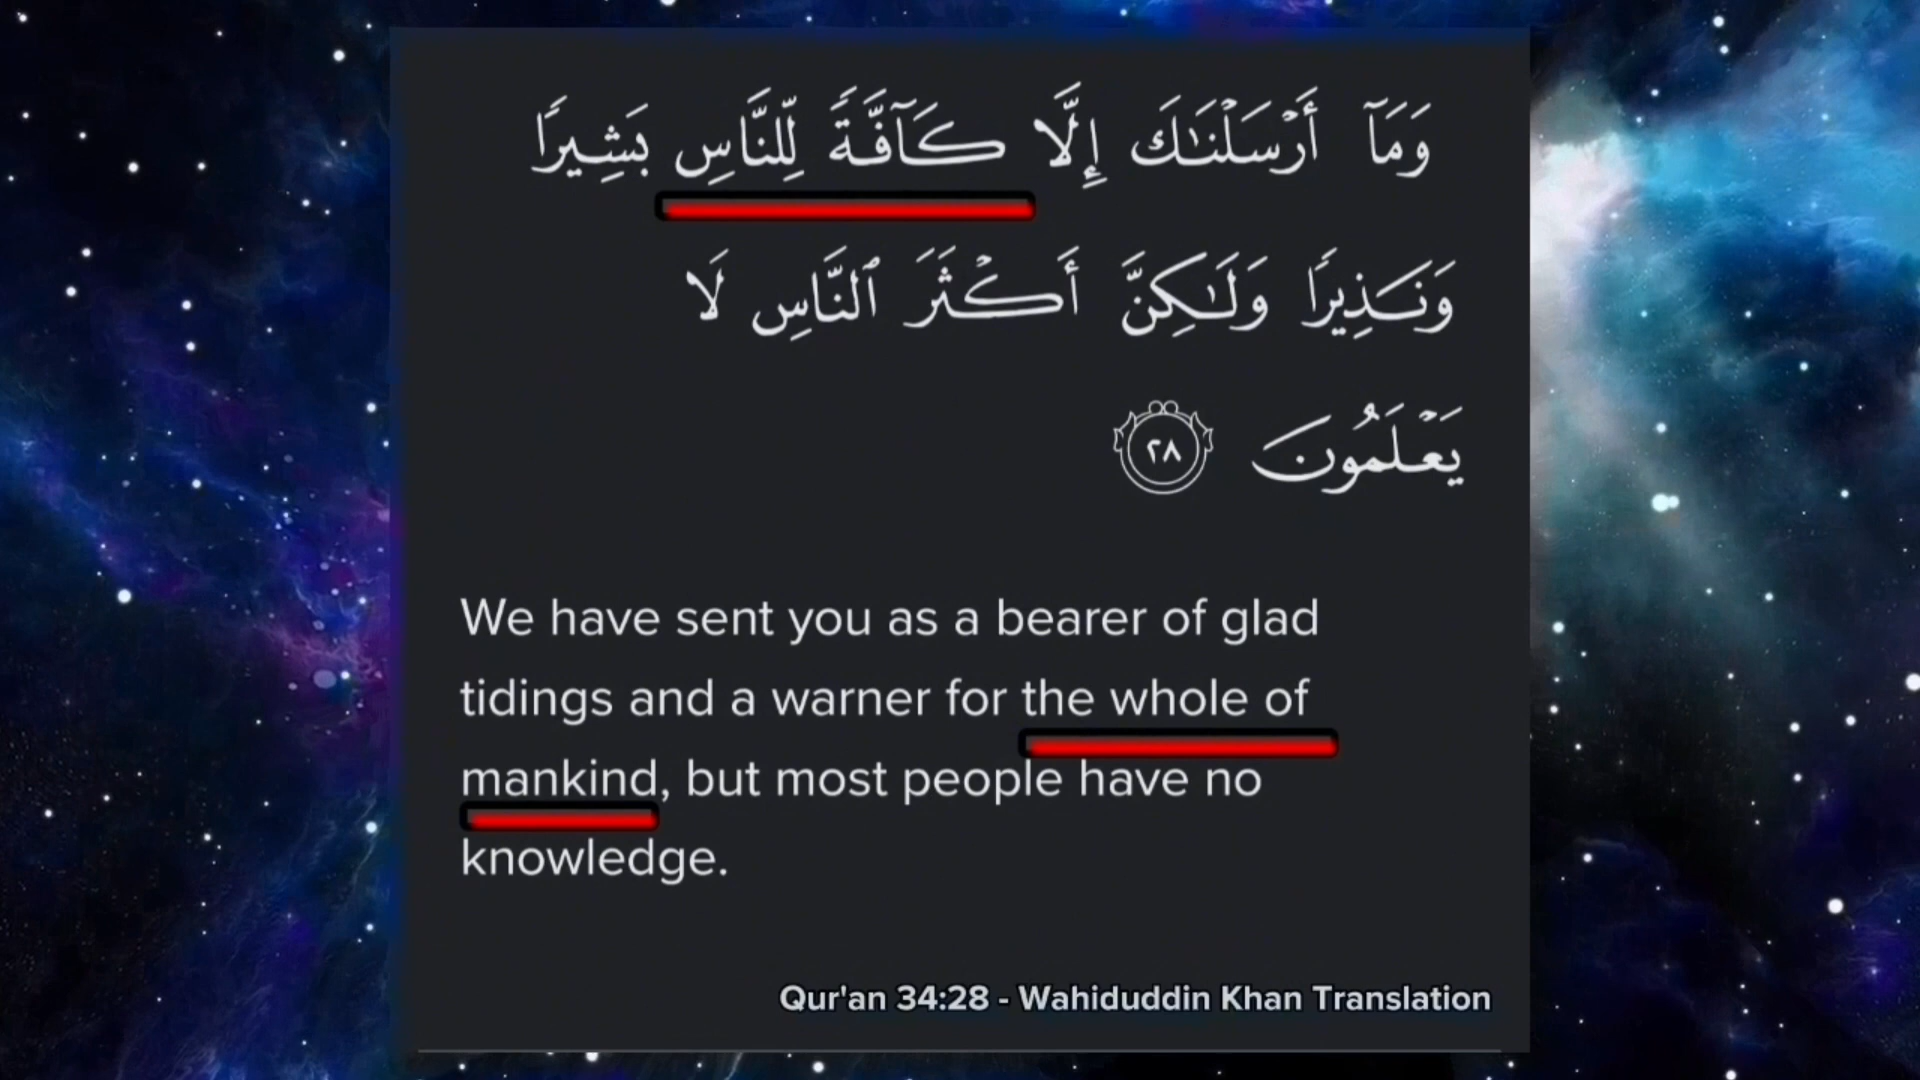 وَمَآ أَرْسَلْنَـٰكَ إِلَّا كَآفَّةً لِّلنَّاسِ بَشِيرًا
وَنَذِيرًا وَلَـٰكِنَّ أَكْثَرَ ٱلنَّاسِ لَا
يَعْلَمُونَ ٢٨
We have sent you as a bearer of glad
tidings and a warner for the whole of
mankind, but most people have no
knowledge.
Qur'an 34:28 - Wahiduddin Khan Translation